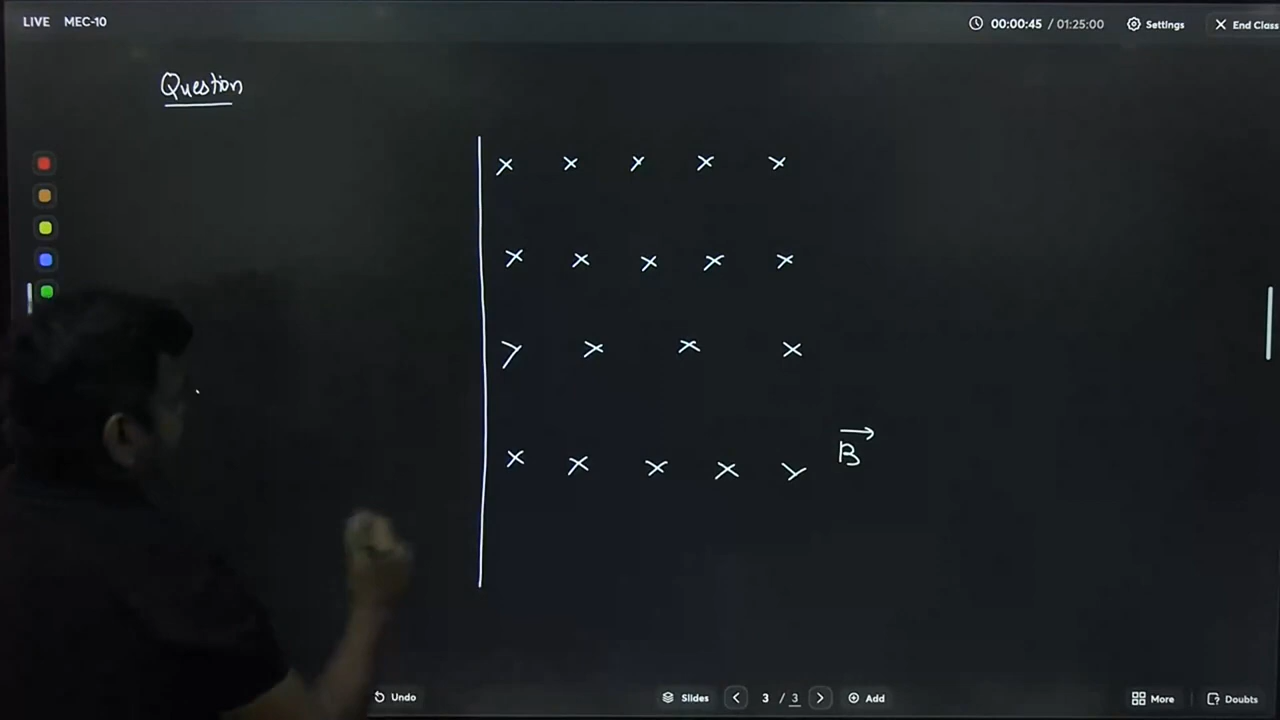 LIVE MEC-10 00:00:45 / 01:25:00 Settings X End Class
Question
x x x x x
x x x x x
x x x x
B
x x x x x
Undo Slides < 3 / 3 > Add More Doubts